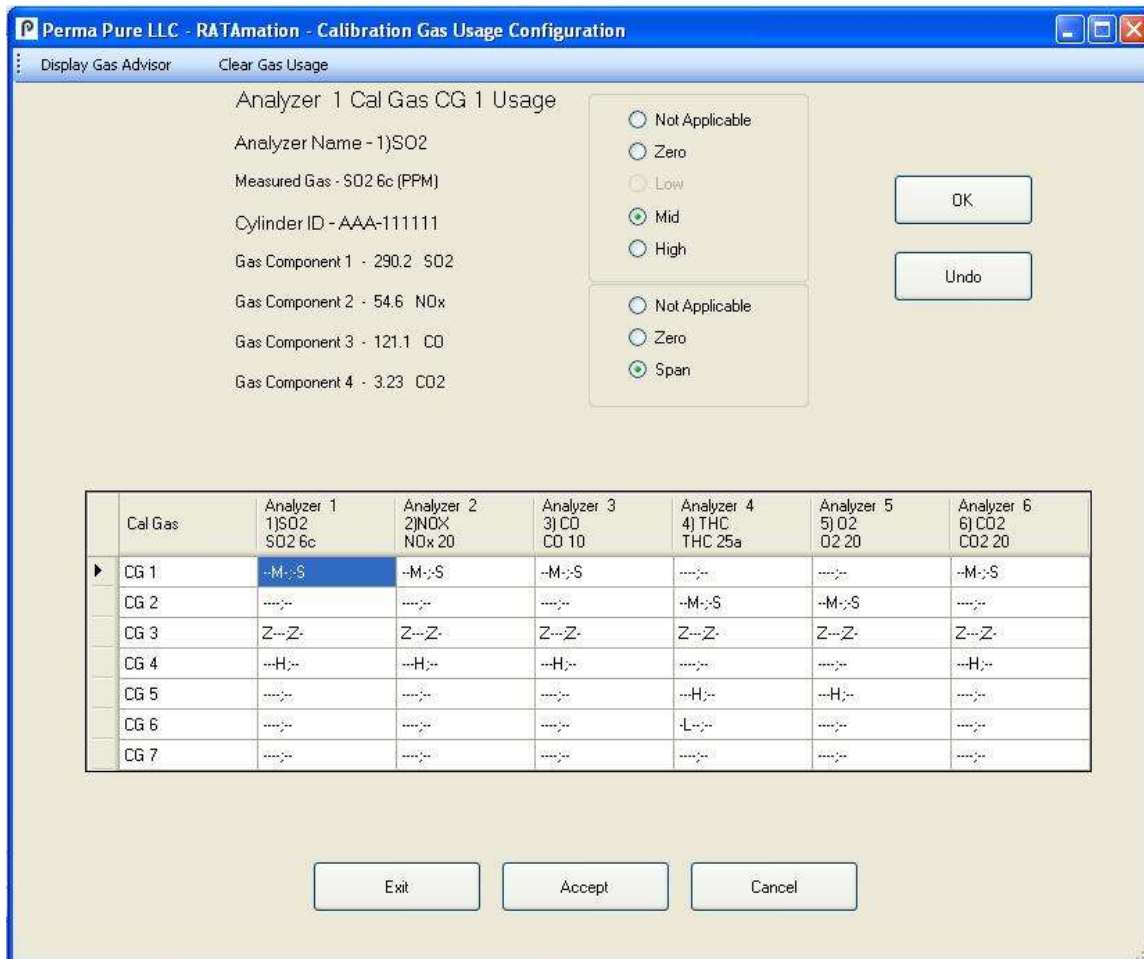 Perma Pure LLC - RATAmation - Calibration Gas Usage Configuration
Display Gas Advisor Clear Gas Usage
Analyzer 1 Cal Gas CG 1 Usage
Analyzer Name - 1)SO2
Measured Gas - SO2 6c (PPM)
Cylinder ID - AAA-111111
Gas Component 1 - 290.2 SO2
Gas Component 2 - 54.6 NOx
Gas Component 3 - 121.1 CO
Gas Component 4 - 3.23 CO2
Not Applicable
Zero
Low
Mid
High
Not Applicable
Zero
Span
OK
Undo
Cal Gas Analyzer 1 Analyzer 2 Analyzer 3 Analyzer 4 Analyzer 5 Analyzer 6
1)SO2 2)NOX 3) CO 4) THC 5) O2 6) CO2
SO2 6c NOx 20 CO 10 THC 25a O2 20 CO2 20
CG 1 --M-;-S --M-;-S --M-;-S ----;-- ----;-- --M-;-S
CG 2 ----;-- ----;-- ----;-- --M-;-S --M-;-S ----;--
CG 3 Z---;Z- Z---;Z- Z---;Z- Z---;Z- Z---;Z- Z---;Z-
CG 4 ---H;-- ---H;-- ---H;-- ----;-- ----;-- ---H;--
CG 5 ----;-- ----;-- ----;-- ---H;-- ---H;-- ----;--
CG 6 ----;-- ----;-- ----;-- -L--;-- ----;-- ----;--
CG 7 ----;-- ----;-- ----;-- ----;-- ----;-- ----;--
Exit Accept Cancel